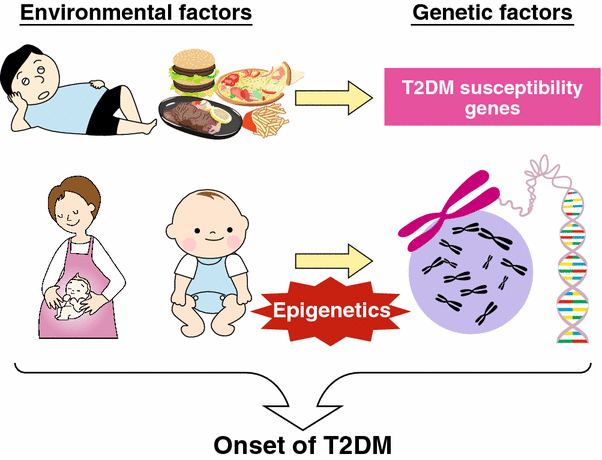 Environmental factors
Genetic factors
T2DM susceptibility
genes
Epigenetics
Onset of T2DM